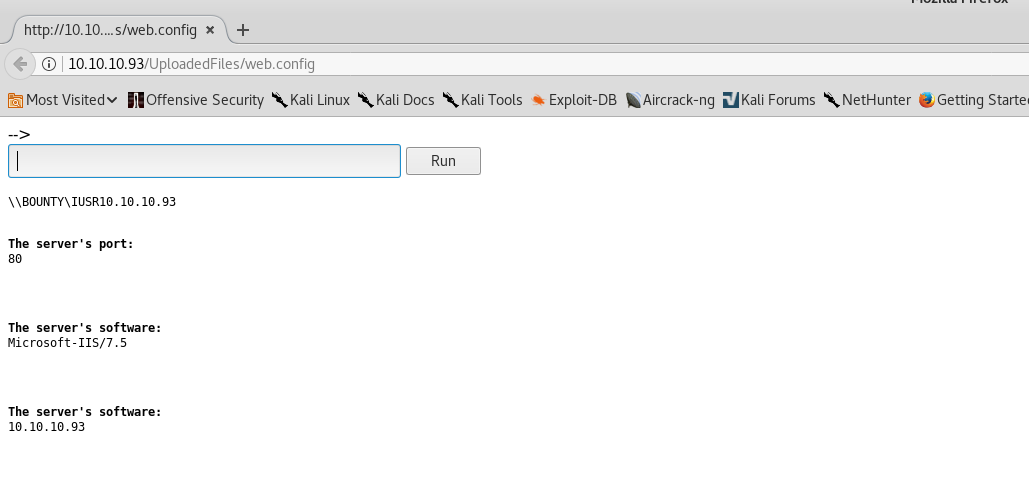 Mozilla Firefox
http://10.10.…s/web.config × +
10.10.10.93/UploadedFiles/web.config
Most Visited Offensive Security Kali Linux Kali Docs Kali Tools Exploit-DB Aircrack-ng Kali Forums NetHunter Getting Starte
-->
Run
\\BOUNTY\IUSR10.10.10.93
The server's port:
80
The server's software:
Microsoft-IIS/7.5
The server's software:
10.10.10.93